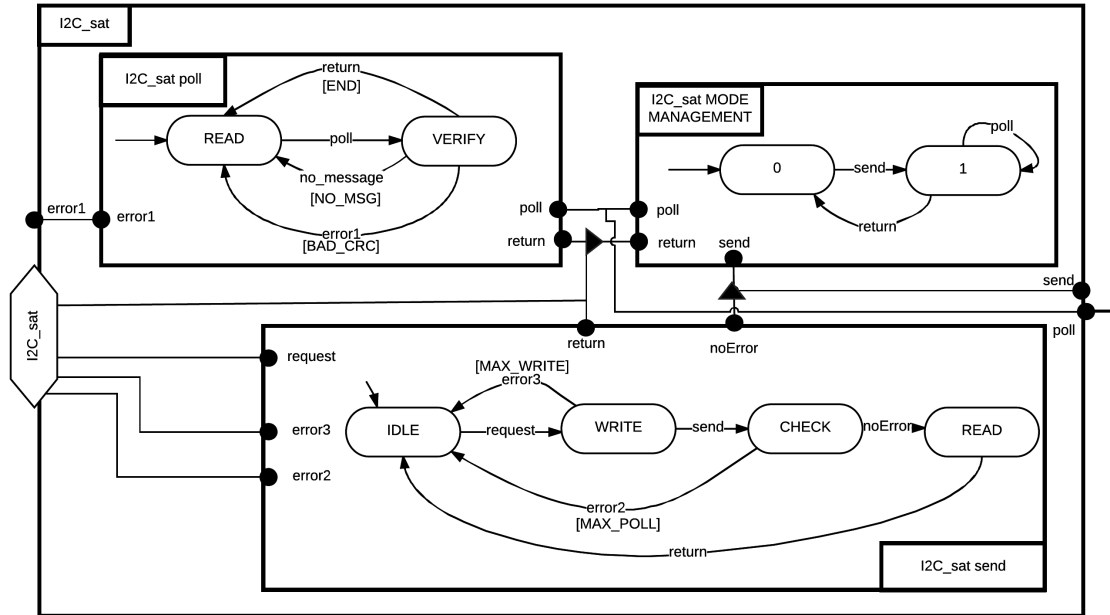 I2C_sat
I2C_sat poll
return
[END]
READ
poll
VERIFY
no_message
[NO_MSG]
error1
[BAD_CRC]
error1
error1
poll
return
I2C_sat MODE
MANAGEMENT
0
send
1
poll
return
poll
return
send
send
poll
I2C_sat
request
error3
error2
return
noError
[MAX_WRITE]
error3
IDLE
request
WRITE
send
CHECK
noError
READ
error2
[MAX_POLL]
return
I2C_sat send